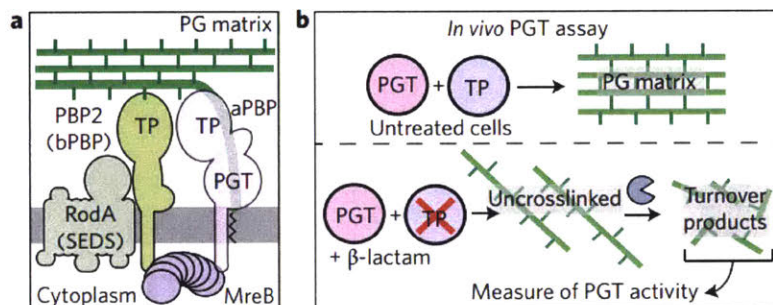 a
PG matrix
PBP2
(bPBP)
TP
TP
aPBP
PGT
RodA
(SEDS)
Cytoplasm
MreB
b
In vivo PGT assay
PGT + TP
PG matrix
Untreated cells
PGT + TP
Uncrosslinked
Turnover
products
+ β-lactam
Measure of PGT activity